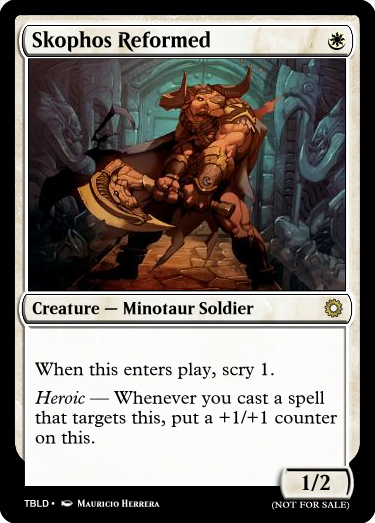 Skophos Reformed
Creature — Minotaur Soldier
When this enters play, scry 1.
Heroic — Whenever you cast a spell
that targets this, put a +1/+1 counter
on this.
1/2
TBLD • Mauricio Herrera
(NOT FOR SALE)